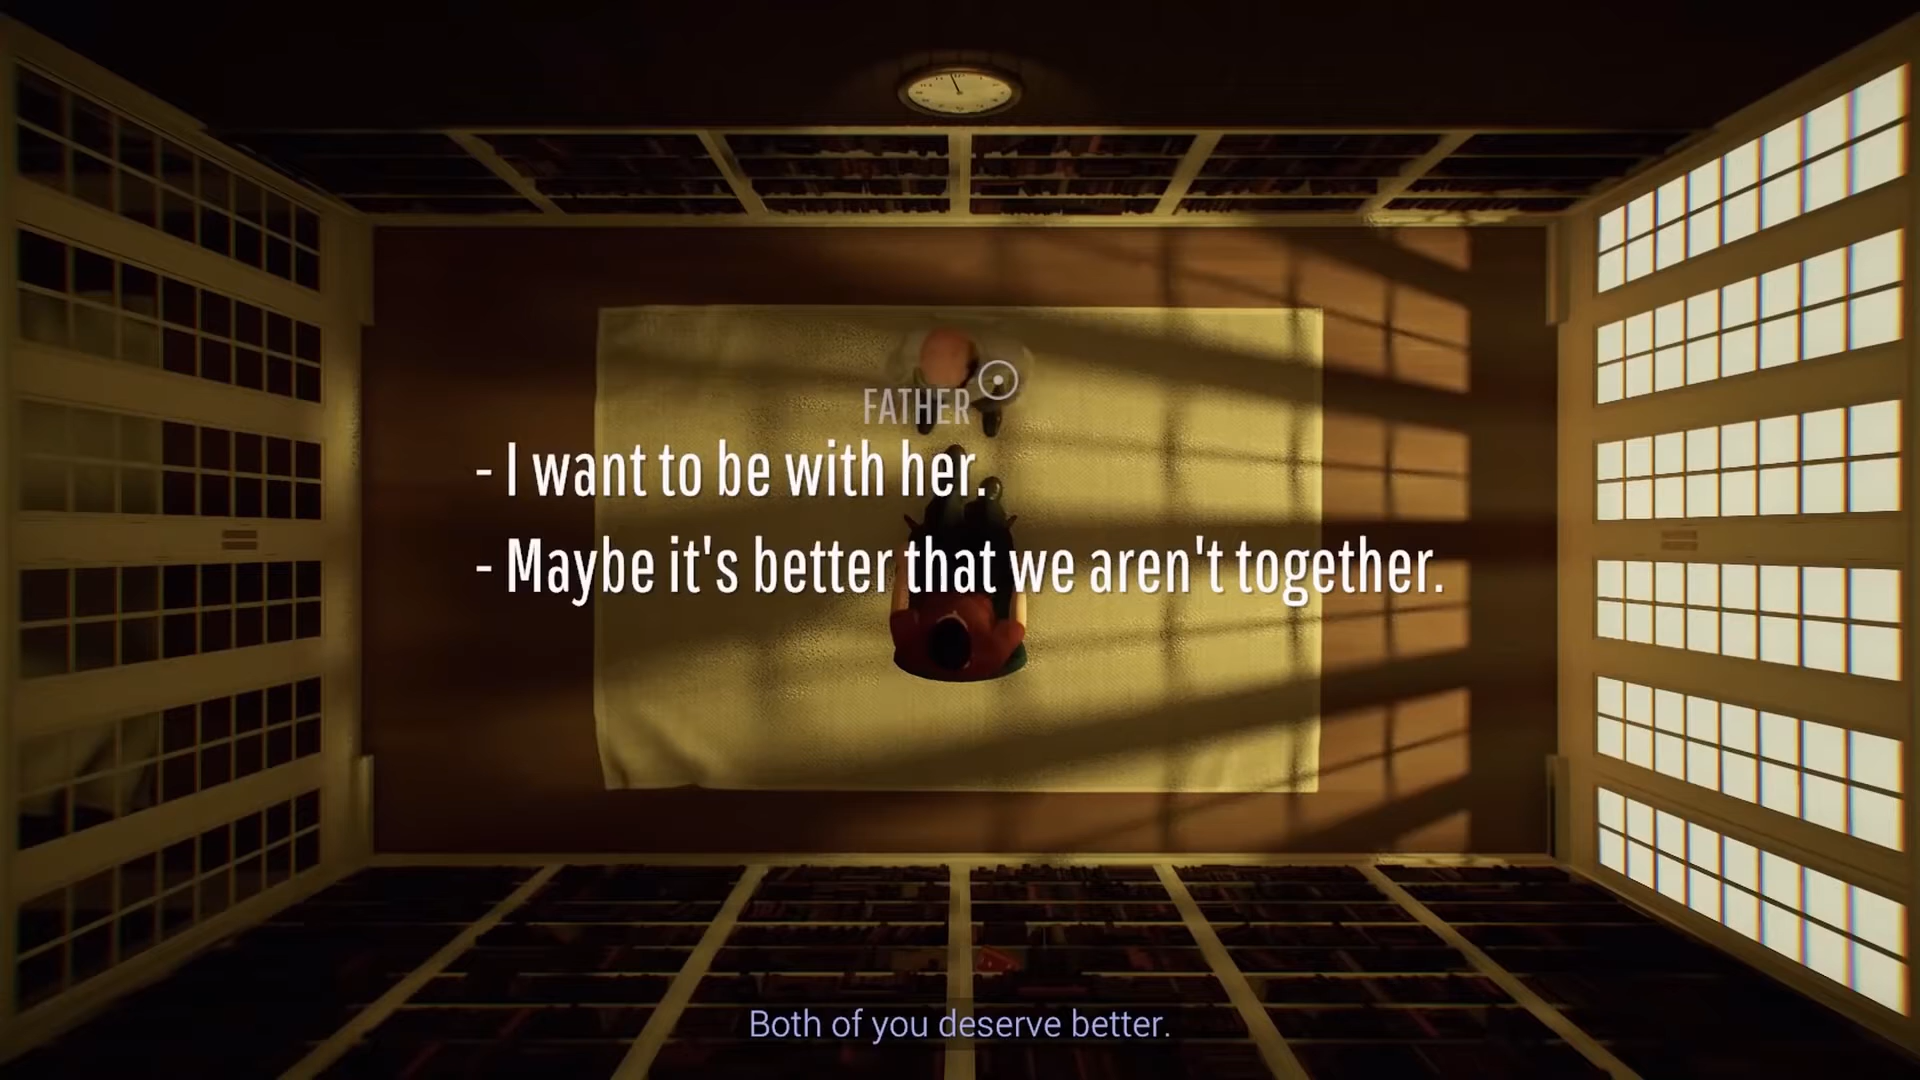 FATHER
- I want to be with her.
- Maybe it's better that we aren't together.
Both of you deserve better.